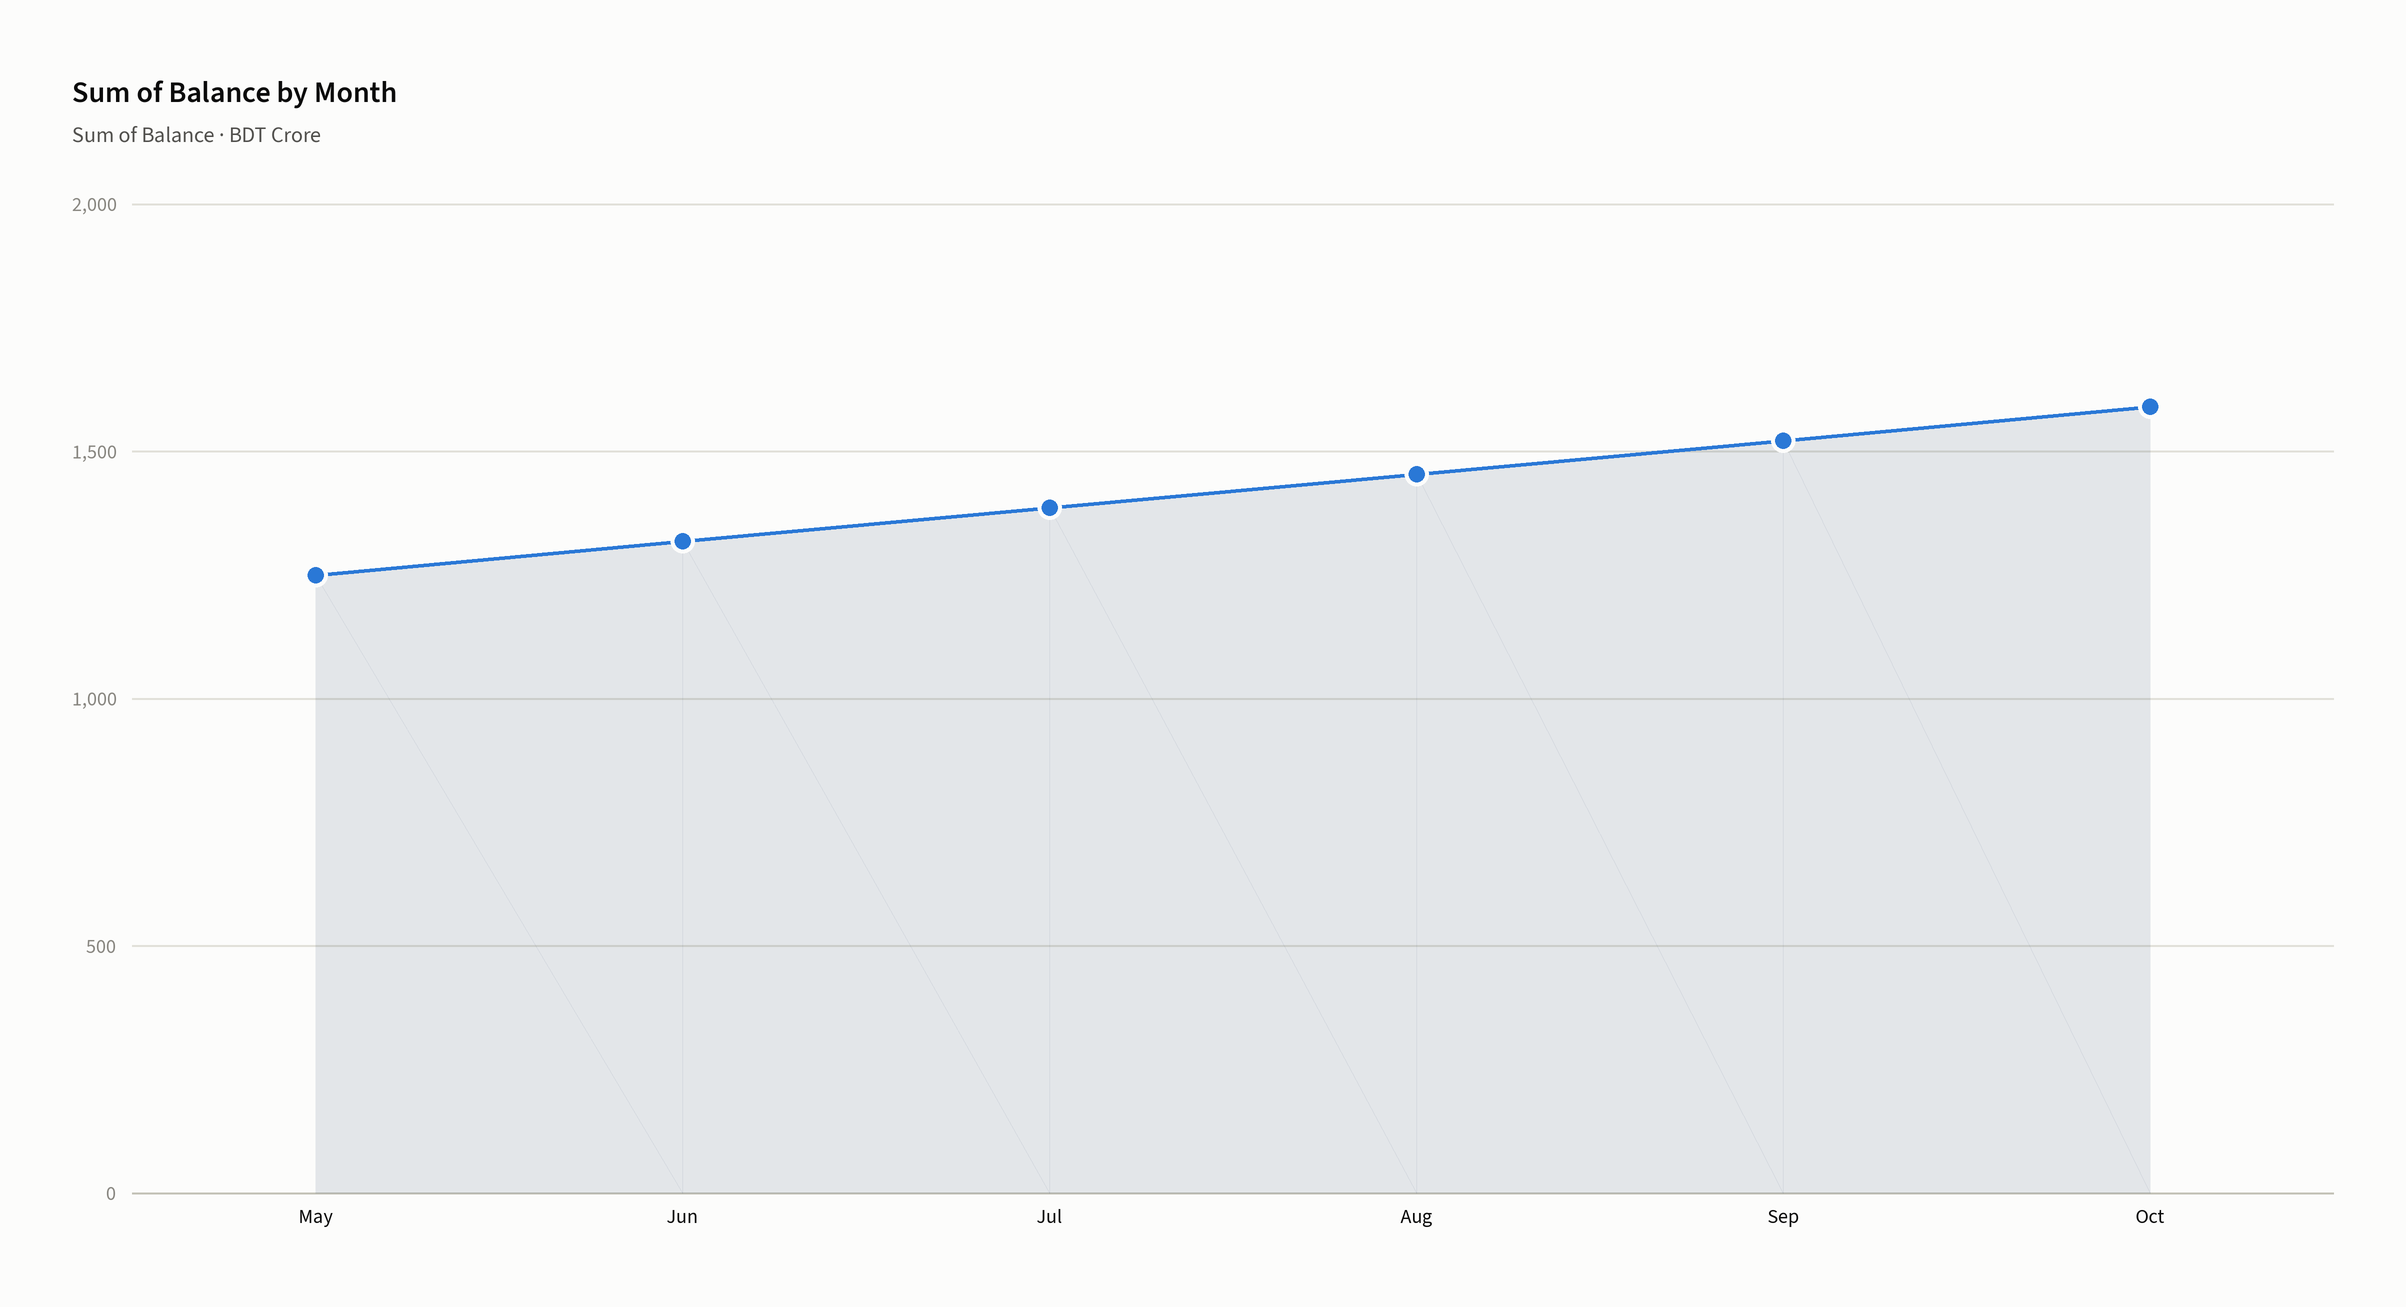 Sum of Balance by Month
Sum of Balance · BDT Crore
2,000
1,500
1,000
500
0
May Jun Jul Aug Sep Oct